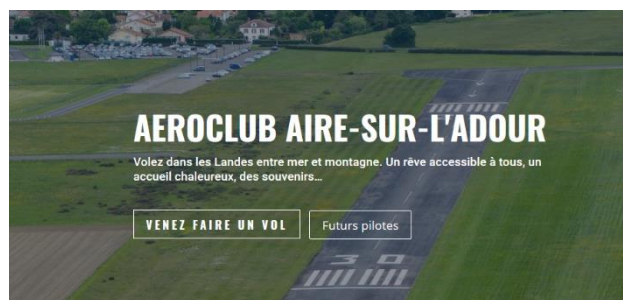 AEROCLUB AIRE-SUR-L'ADOUR
Volez dans les Landes entre mer et montagne. Un rêve accessible à tous, un
accueil chaleureux, des souvenirs...
VENEZ FAIRE UN VOL
Futurs pilotes
30